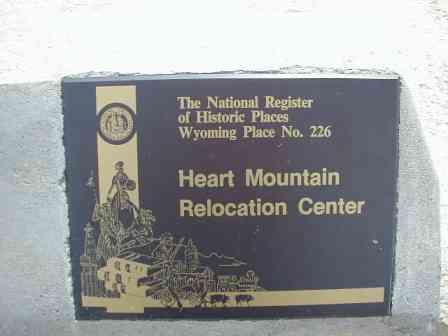 The National Register
of Historic Places
Wyoming Place No. 226
Heart Mountain
Relocation Center